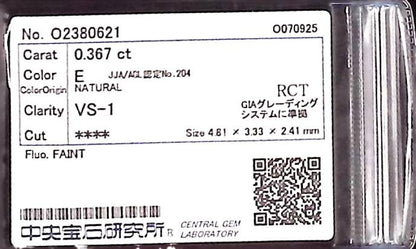 No. O2380621 O070925
Carat 0.367 ct
Color E JJA/AGL認定No.204
ColorOrigin NATURAL RCT
GIAグレーディング
システムに準拠
Clarity VS-1
Cut ****
Size 4.81 × 3.33 × 2.41 mm
Fluo. FAINT
中央宝石研究所® CENTRAL GEM
LABORATORY